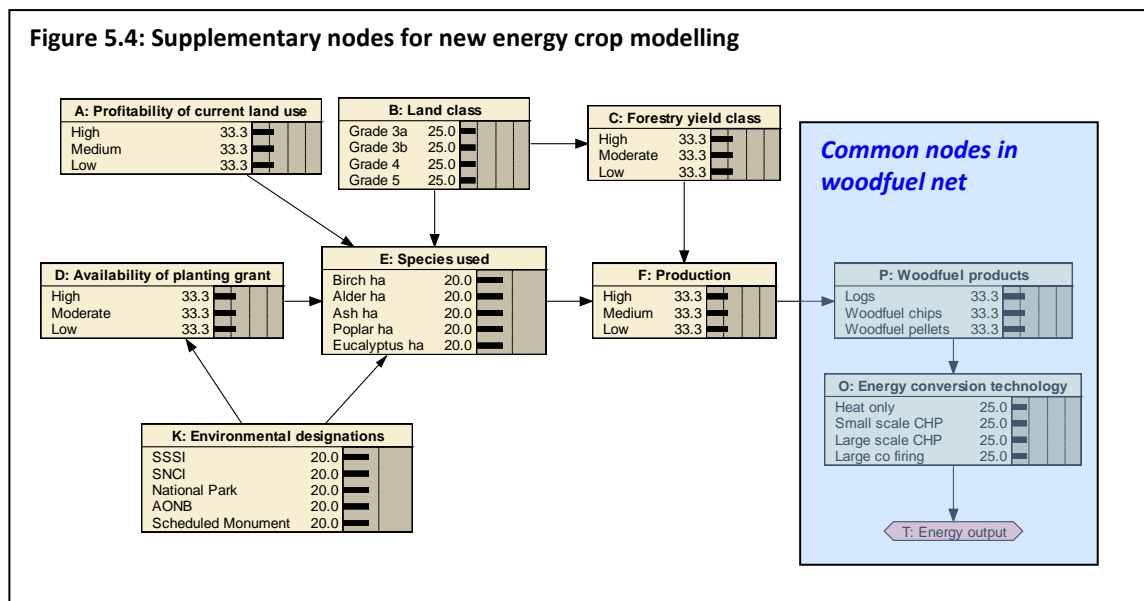 Figure 5.4: Supplementary nodes for new energy crop modelling
A: Profitability of current land use
High 33.3
Medium 33.3
Low 33.3
B: Land class
Grade 3a 25.0
Grade 3b 25.0
Grade 4 25.0
Grade 5 25.0
C: Forestry yield class
High 33.3
Moderate 33.3
Low 33.3
Common nodes in
woodfuel net
D: Availability of planting grant
High 33.3
Moderate 33.3
Low 33.3
E: Species used
Birch ha 20.0
Alder ha 20.0
Ash ha 20.0
Poplar ha 20.0
Eucalyptus ha 20.0
F: Production
High 33.3
Medium 33.3
Low 33.3
P: Woodfuel products
Logs 33.3
Woodfuel chips 33.3
Woodfuel pellets 33.3
O: Energy conversion technology
Heat only 25.0
Small scale CHP 25.0
Large scale CHP 25.0
Large co firing 25.0
K: Environmental designations
SSSI 20.0
SNCI 20.0
National Park 20.0
AONB 20.0
Scheduled Monument 20.0
T: Energy output